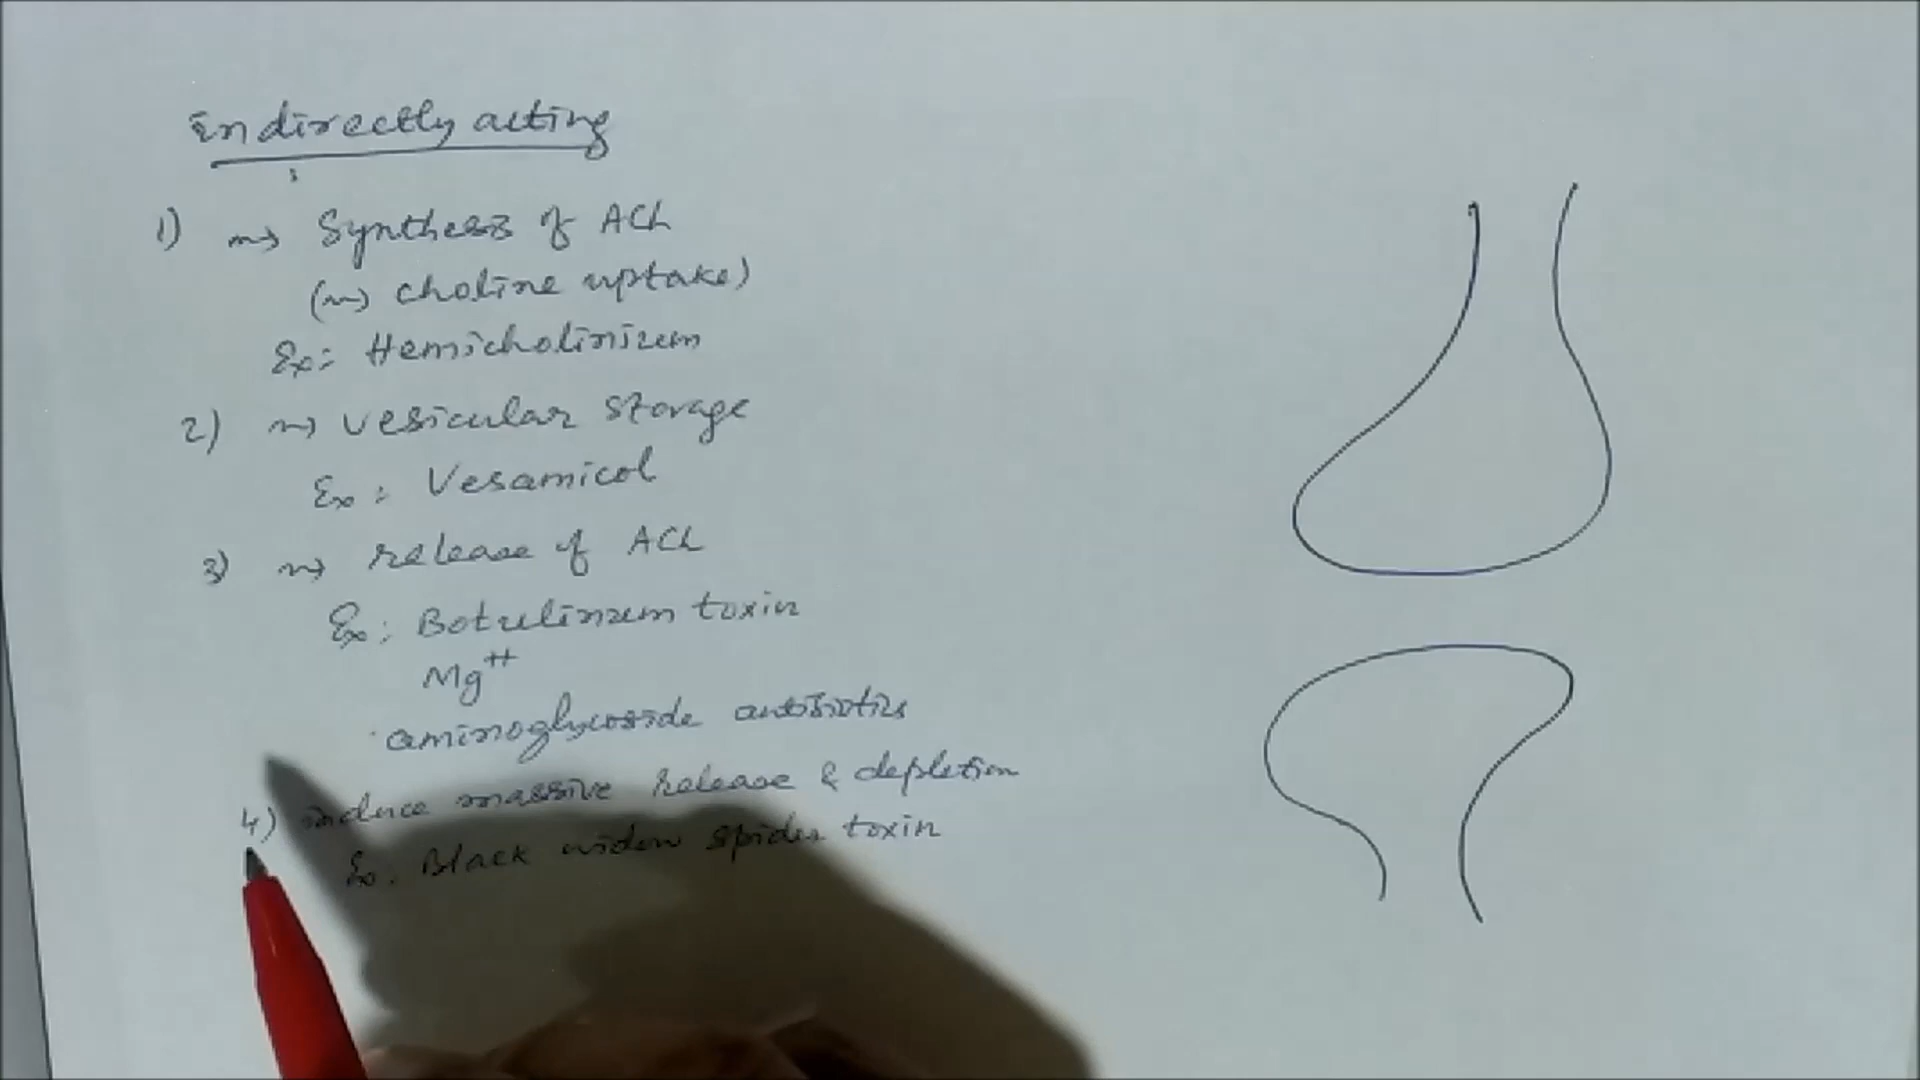 indirectly acting
1) ⇝ Synthesis of ACh
(⇝ choline uptake)
Ex: Hemicholinium
2) ⇝ vesicular storage
Ex: Vesamicol
3) ⇝ release of ACh
Ex: Botulinum toxin
Mg++
aminoglycoside antibiotics
4) induce massive release & depletion
Ex: Black widow spider toxin